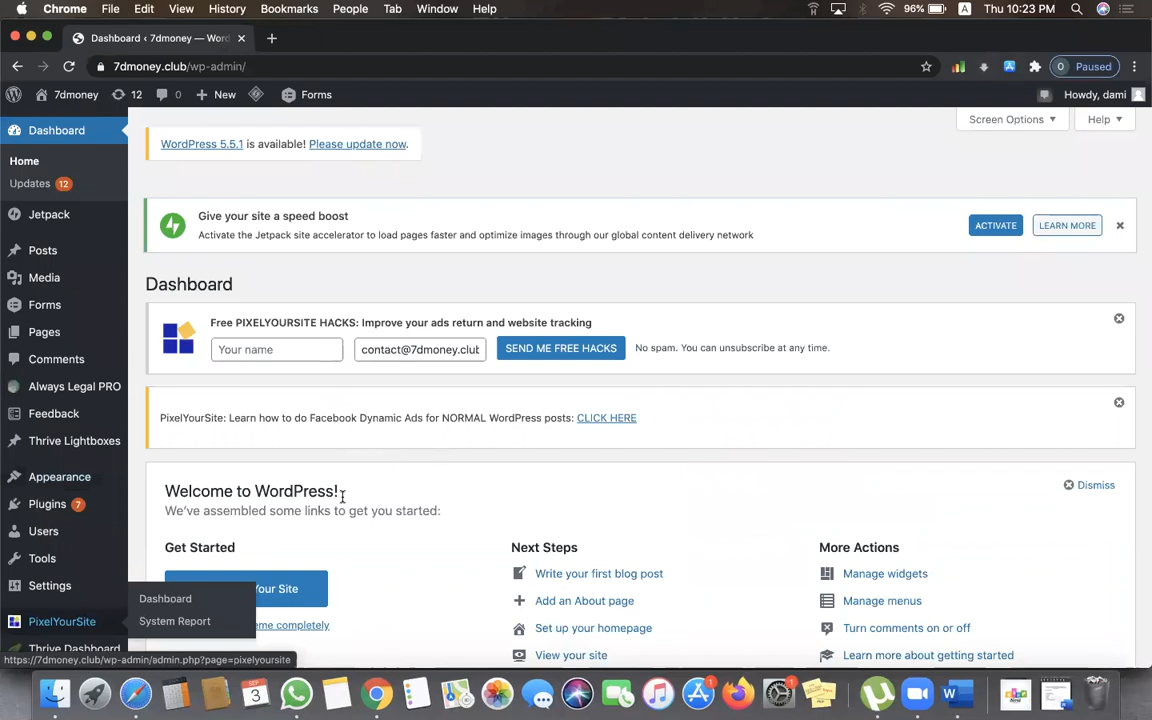 Chrome File Edit View History Bookmarks People Tab Window Help 96% A Thu 10:23 PM
Dashboard ‹ 7dmoney — Word
7dmoney.club/wp-admin/ O Paused
7dmoney 12 0 New Forms Howdy, dami
Dashboard
Home
Updates 12
Jetpack
Posts
Media
Forms
Pages
Comments
Always Legal PRO
Feedback
Thrive Lightboxes
Appearance
Plugins 7
Users
Tools
Settings
PixelYourSite
Thrive Dashboard
Dashboard
System Report
Screen Options Help
WordPress 5.5.1 is available! Please update now.
Give your site a speed boost
Activate the Jetpack site accelerator to load pages faster and optimize images through our global content delivery network
ACTIVATE LEARN MORE
Dashboard
Free PIXELYOURSITE HACKS: Improve your ads return and website tracking
Your name contact@7dmoney.club SEND ME FREE HACKS No spam. You can unsubscribe at any time.
PixelYourSite: Learn how to do Facebook Dynamic Ads for NORMAL WordPress posts: CLICK HERE
Welcome to WordPress! Dismiss
We've assembled some links to get you started:
Get Started
Your Site
eme completely
Next Steps
Write your first blog post
Add an About page
Set up your homepage
View your site
More Actions
Manage widgets
Manage menus
Turn comments on or off
Learn more about getting started
https://7dmoney.club/wp-admin/admin.php?page=pixelyoursite
SEP
3
1
1